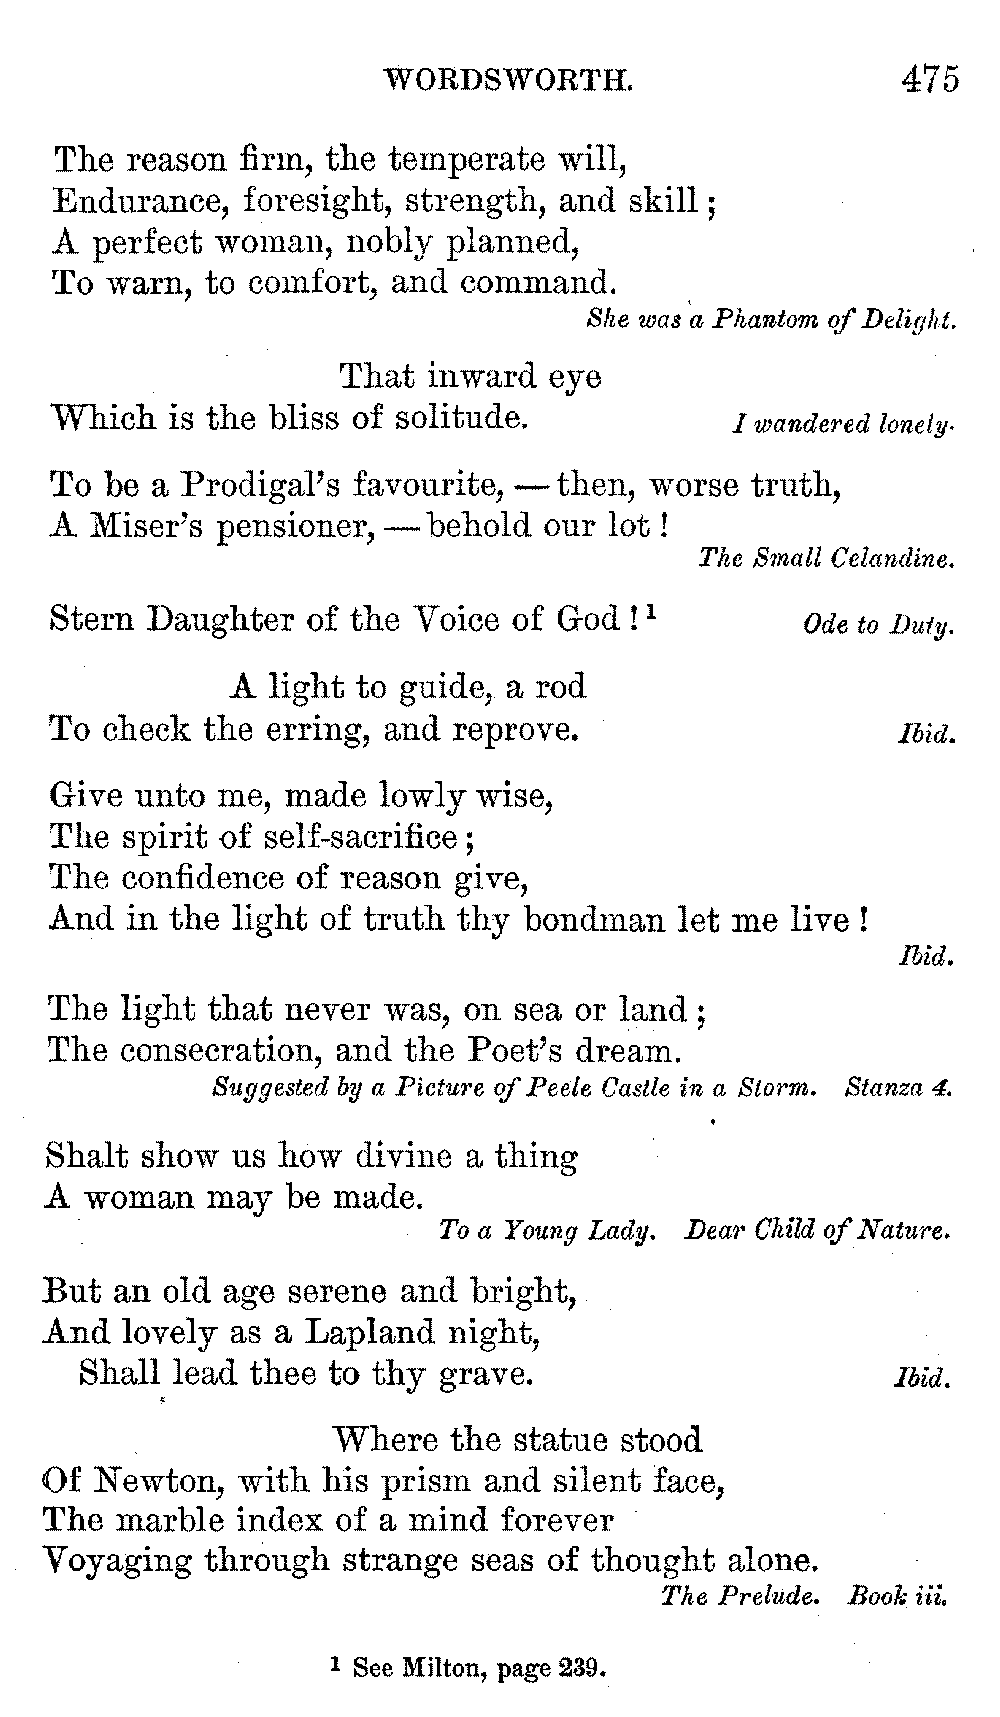 WORDSWORTH. 475
The reason firm, the temperate will,
Endurance, foresight, strength, and skill ;
A perfect woman, nobly planned,
To warn, to comfort, and command.
She was a Phantom of Delight.
That inward eye
Which is the bliss of solitude. I wandered lonely.
To be a Prodigal's favourite, — then, worse truth,
A Miser's pensioner, — behold our lot !
The Small Celandine.
Stern Daughter of the Voice of God ! ¹ Ode to Duty.
A light to guide, a rod
To check the erring, and reprove. Ibid.
Give unto me, made lowly wise,
The spirit of self-sacrifice ;
The confidence of reason give,
And in the light of truth thy bondman let me live !
Ibid.
The light that never was, on sea or land ;
The consecration, and the Poet's dream.
Suggested by a Picture of Peele Castle in a Storm. Stanza 4.
Shalt show us how divine a thing
A woman may be made.
To a Young Lady. Dear Child of Nature.
But an old age serene and bright,
And lovely as a Lapland night,
Shall lead thee to thy grave. Ibid.
Where the statue stood
Of Newton, with his prism and silent face,
The marble index of a mind forever
Voyaging through strange seas of thought alone.
The Prelude. Book iii.
¹ See Milton, page 239.